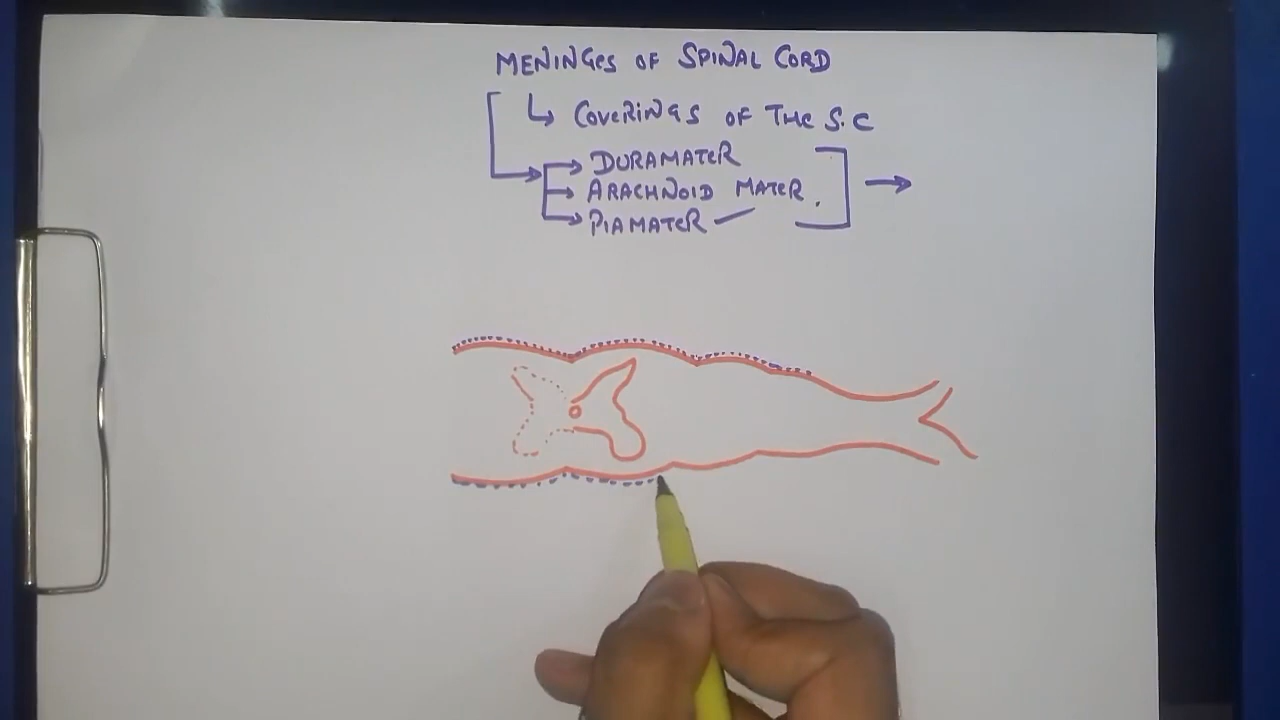 MENINGES OF SPINAL CORD
↳ COVERINGS OF THE S.C
→ DURAMATER
→ ARACHNOID MATER.
→ PIAMATER